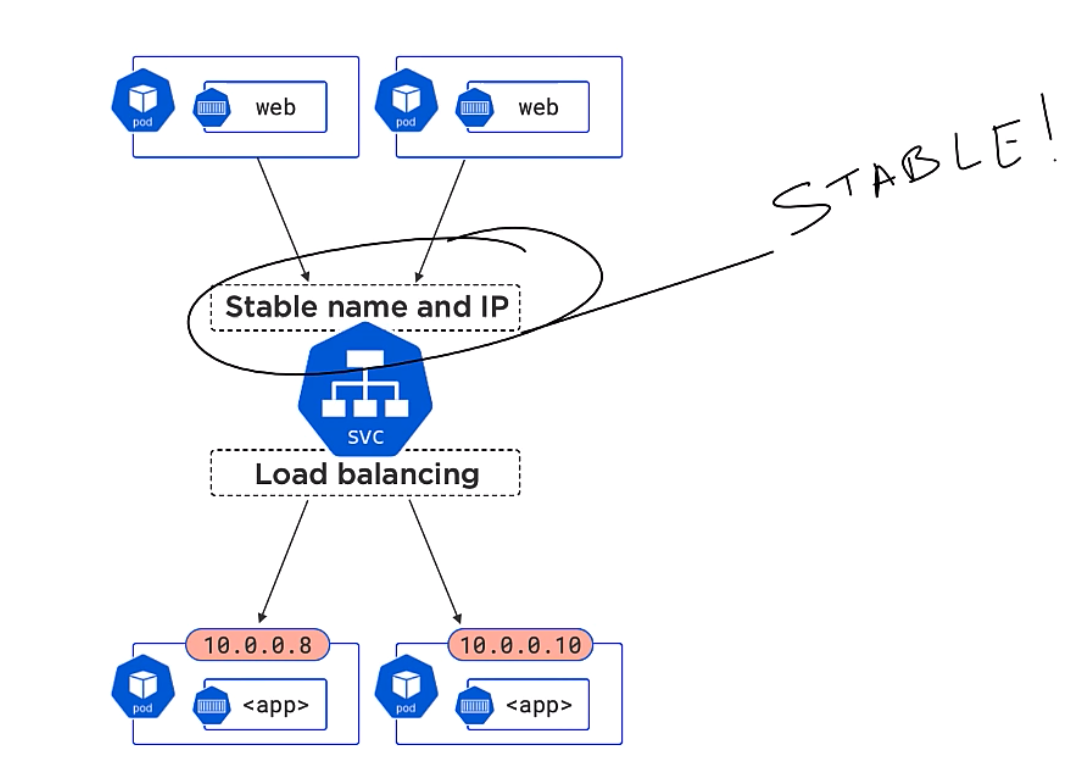 pod
web
pod
web
STABLE!
Stable name and IP
SVC
Load balancing
10.0.0.8
10.0.0.10
pod
<app>
pod
<app>